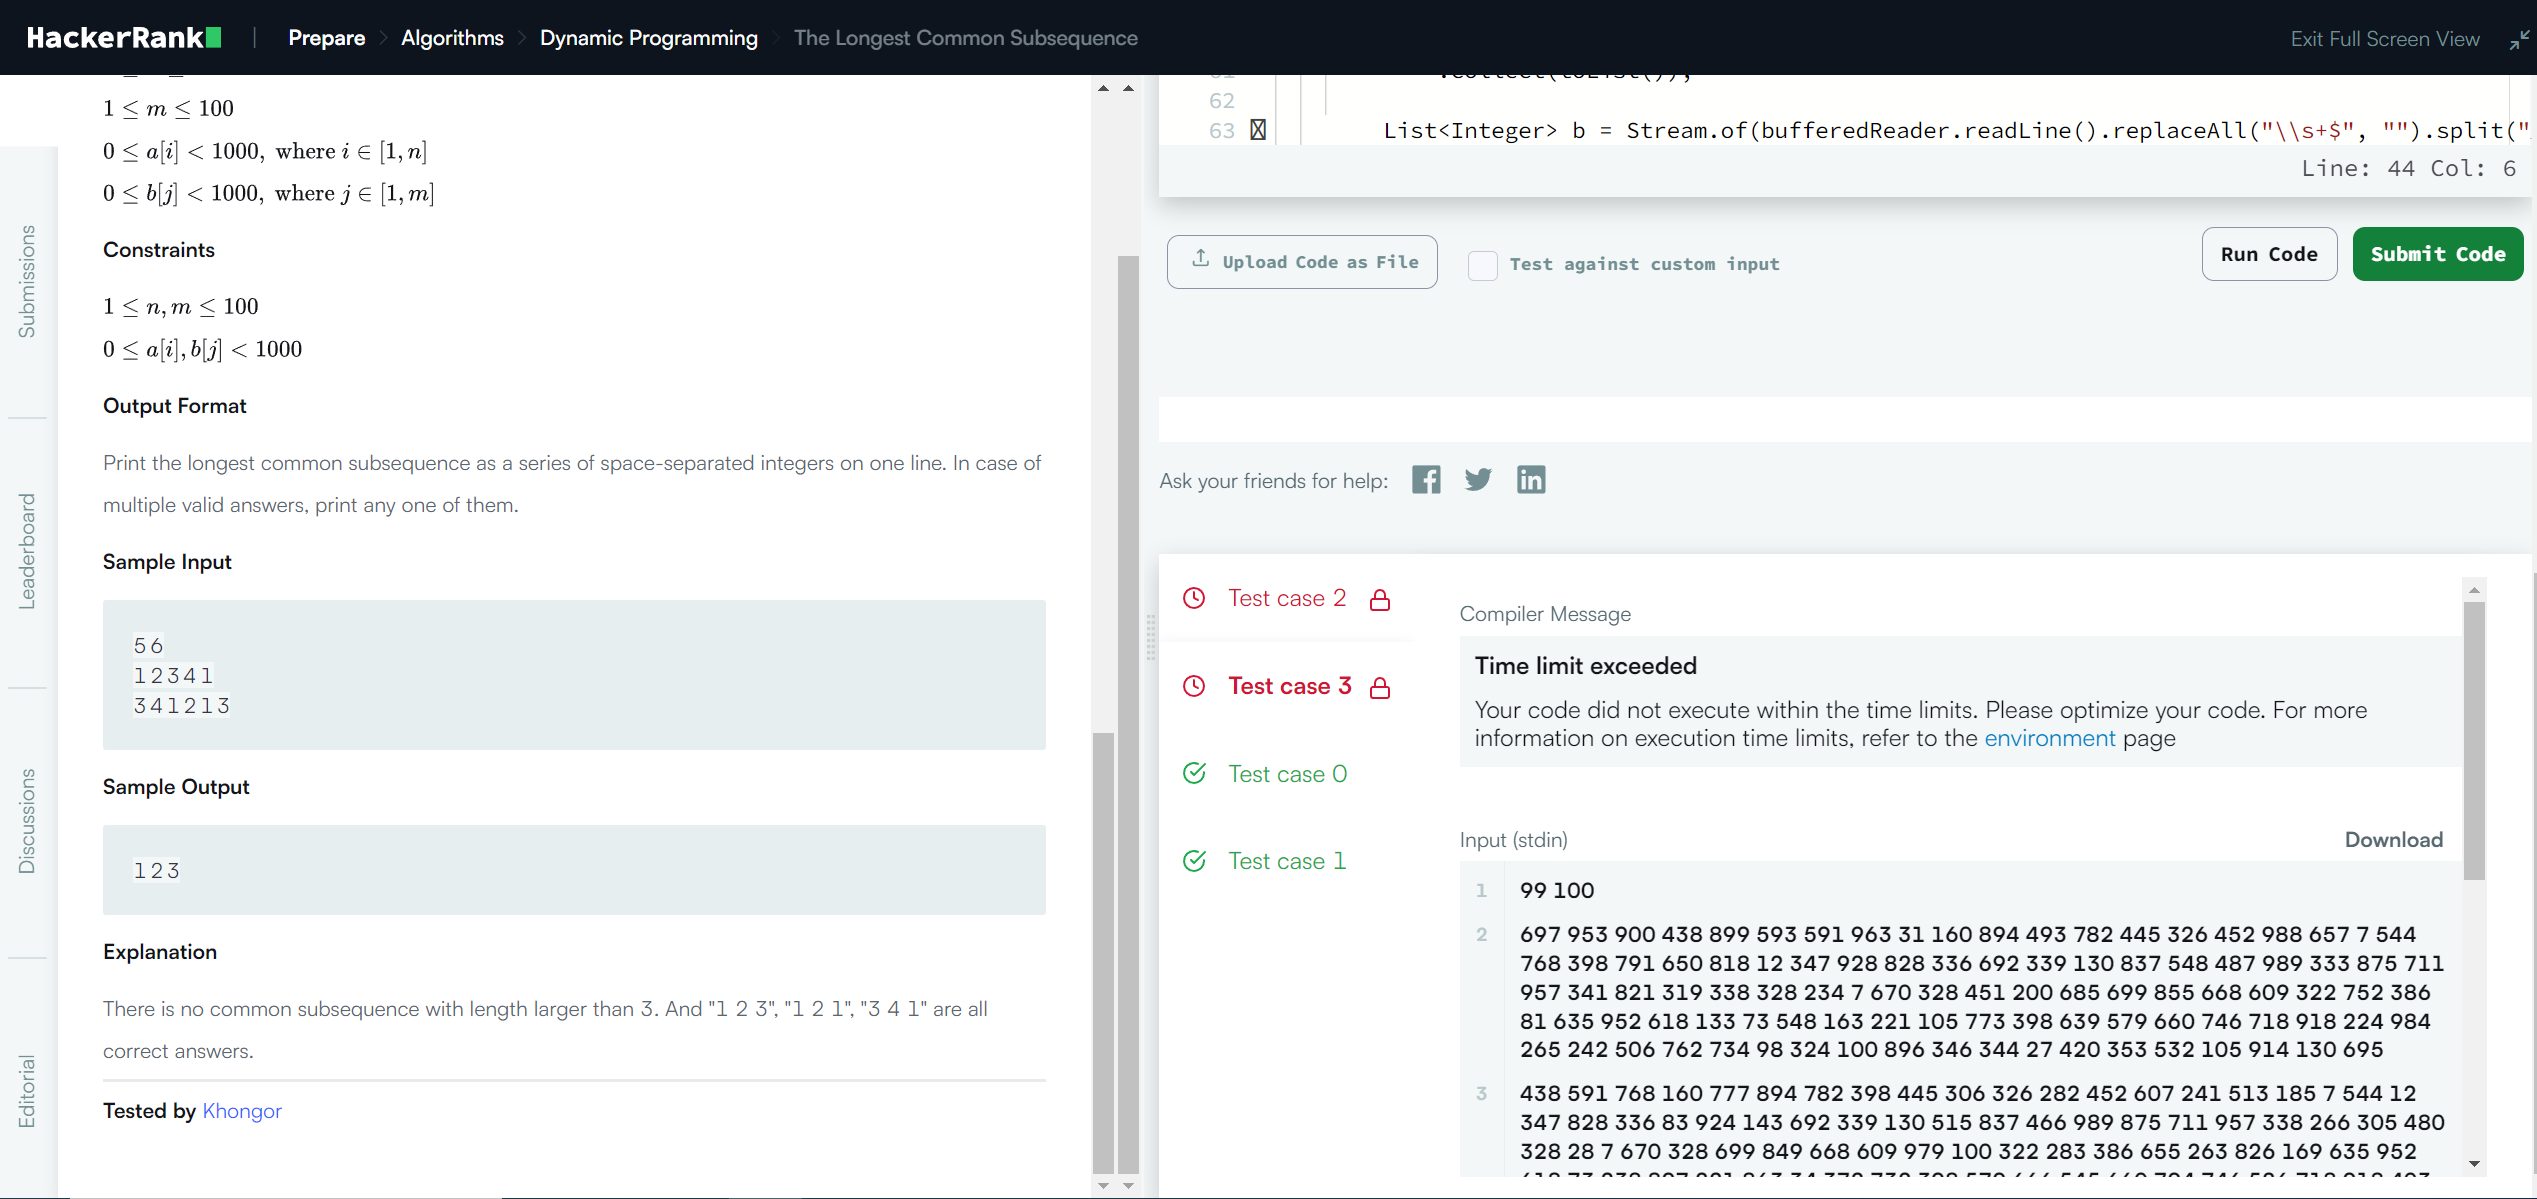 HackerRank | Prepare > Algorithms > Dynamic Programming > The Longest Common Subsequence
Exit Full Screen View
1 ≤ m ≤ 100
0 ≤ a[i] < 1000, where i ∈ [1, n]
0 ≤ b[j] < 1000, where j ∈ [1, m]
Constraints
1 ≤ n, m ≤ 100
0 ≤ a[i], b[j] < 1000
Output Format
Print the longest common subsequence as a series of space-separated integers on one line. In case of
multiple valid answers, print any one of them.
Sample Input
5 6
1 2 3 4 1
3 4 1 2 1 3
Sample Output
1 2 3
Explanation
There is no common subsequence with length larger than 3. And "1 2 3", "1 2 1", "3 4 1" are all
correct answers.
Tested by Khongor
Submissions
Leaderboard
Discussions
Editorial
61 .collect(toList());
62
63 List<Integer> b = Stream.of(bufferedReader.readLine().replaceAll("\\s+$", "").split("
Line: 44 Col: 6
Upload Code as File
Test against custom input
Run Code
Submit Code
Ask your friends for help:
Test case 2
Test case 3
Test case 0
Test case 1
Compiler Message
Time limit exceeded
Your code did not execute within the time limits. Please optimize your code. For more
information on execution time limits, refer to the environment page
Input (stdin)
Download
1 99 100
2 697 953 900 438 899 593 591 963 31 160 894 493 782 445 326 452 988 657 7 544
768 398 791 650 818 12 347 928 828 336 692 339 130 837 548 487 989 333 875 711
957 341 821 319 338 328 234 7 670 328 451 200 685 699 855 668 609 322 752 386
81 635 952 618 133 73 548 163 221 105 773 398 639 579 660 746 718 918 224 984
265 242 506 762 734 98 324 100 896 346 344 27 420 353 532 105 914 130 695
3 438 591 768 160 777 894 782 398 445 306 326 282 452 607 241 513 185 7 544 12
347 828 336 83 924 143 692 339 130 515 837 466 989 875 711 957 338 266 305 480
328 28 7 670 328 699 849 668 609 979 100 322 283 386 655 263 826 169 635 952